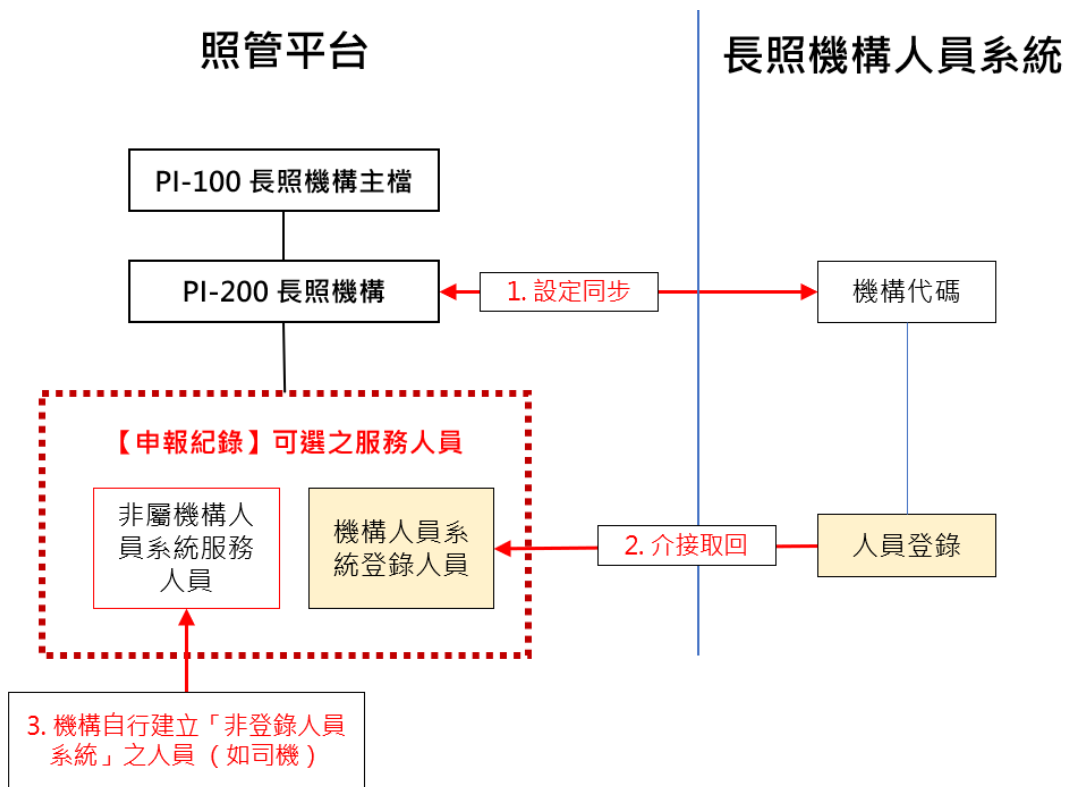 照管平台
長照機構人員系統
PI-100 長照機構主檔
PI-200 長照機構
1. 設定同步
機構代碼
【申報紀錄】可選之服務人員
非屬機構人
員系統服務
人員
機構人員系
統登錄人員
2. 介接取回
人員登錄
3. 機構自行建立「非登錄人員
系統」之人員（如司機）